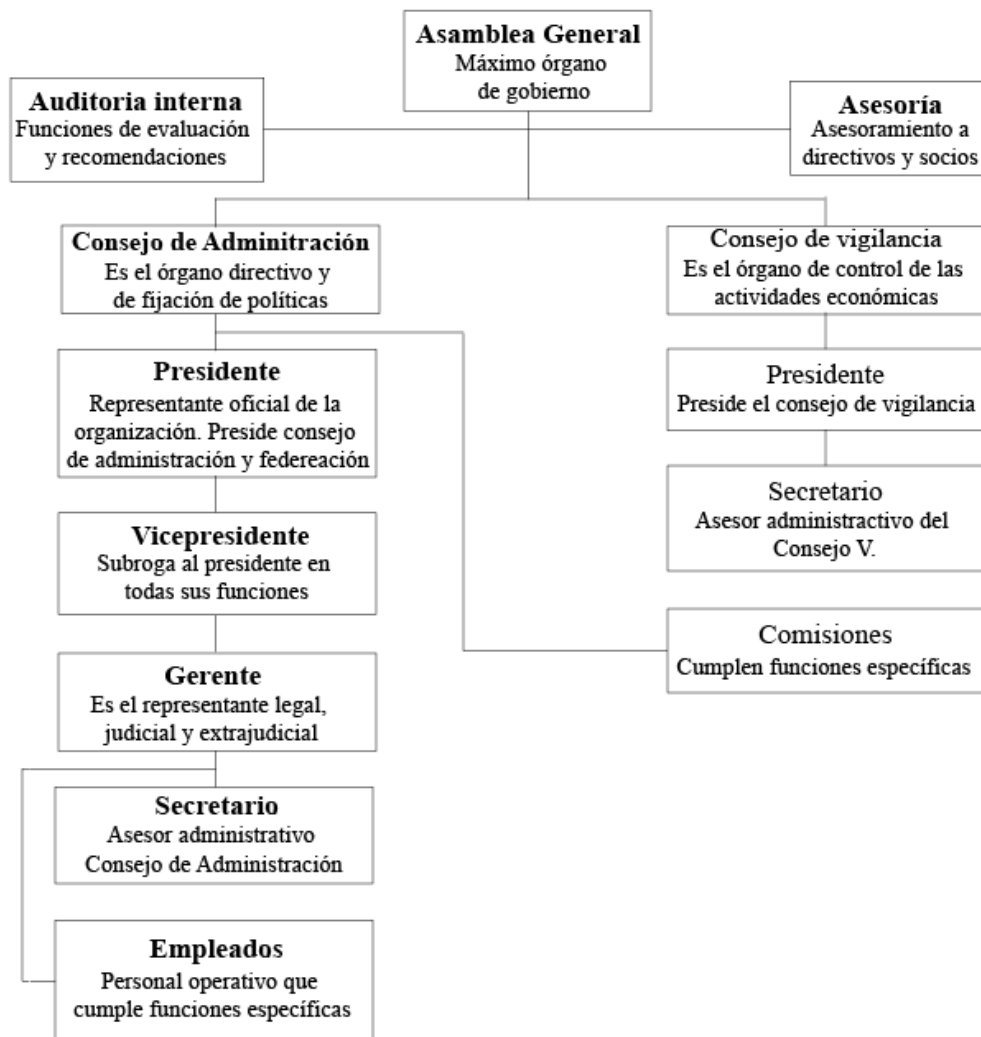 Asamblea General
Máximo órgano
de gobierno
Auditoria interna
Funciones de evaluación
y recomendaciones
Asesoría
Asesoramiento a
directivos y socios
Consejo de Adminitración
Es el órgano directivo y
de fijación de políticas
Consejo de vigilancia
Es el órgano de control de las
actividades económicas
Presidente
Representante oficial de la
organización. Preside consejo
de administración y federeación
Presidente
Preside el consejo de vigilancia
Vicepresidente
Subroga al presidente en
todas sus funciones
Secretario
Asesor administractivo del
Consejo V.
Gerente
Es el representante legal,
judicial y extrajudicial
Comisiones
Cumplen funciones específicas
Secretario
Asesor administrativo
Consejo de Administración
Empleados
Personal operativo que
cumple funciones específicas